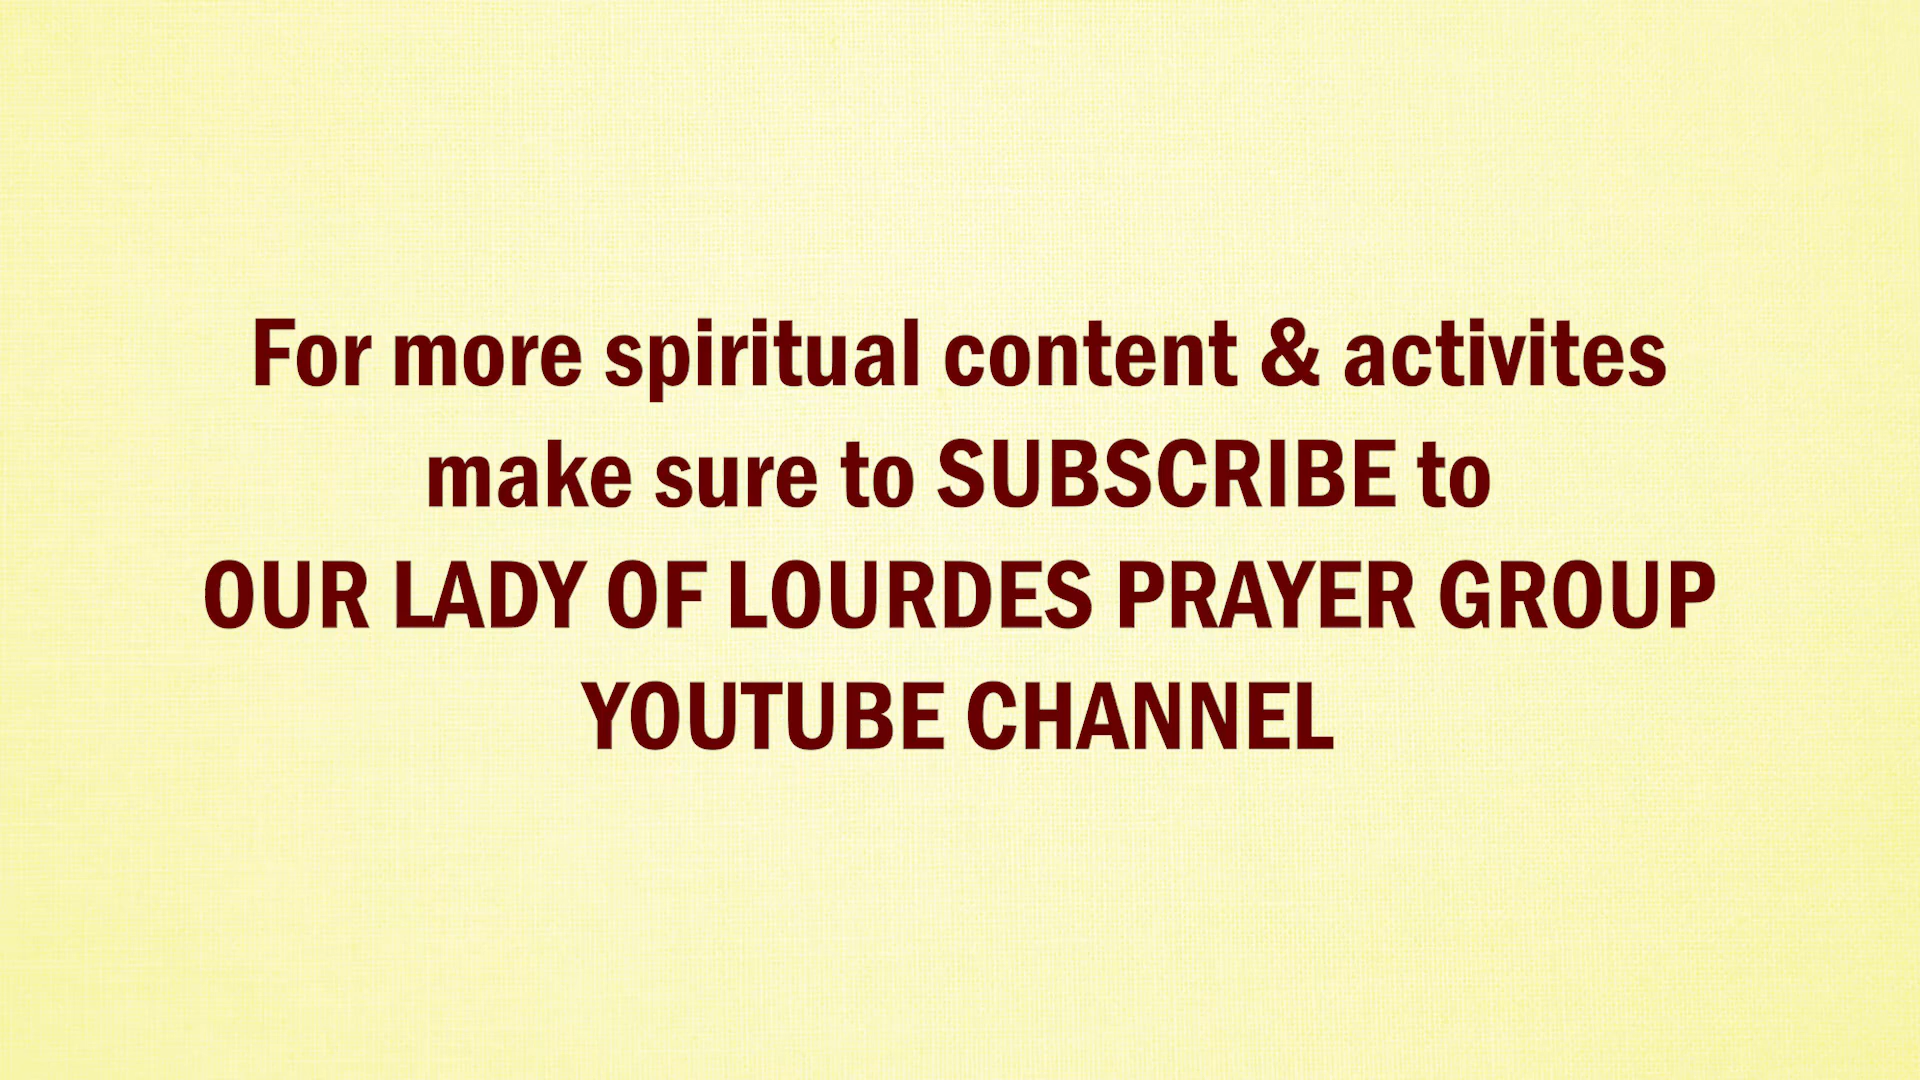 For more spiritual content & activites
make sure to SUBSCRIBE to
OUR LADY OF LOURDES PRAYER GROUP
YOUTUBE CHANNEL